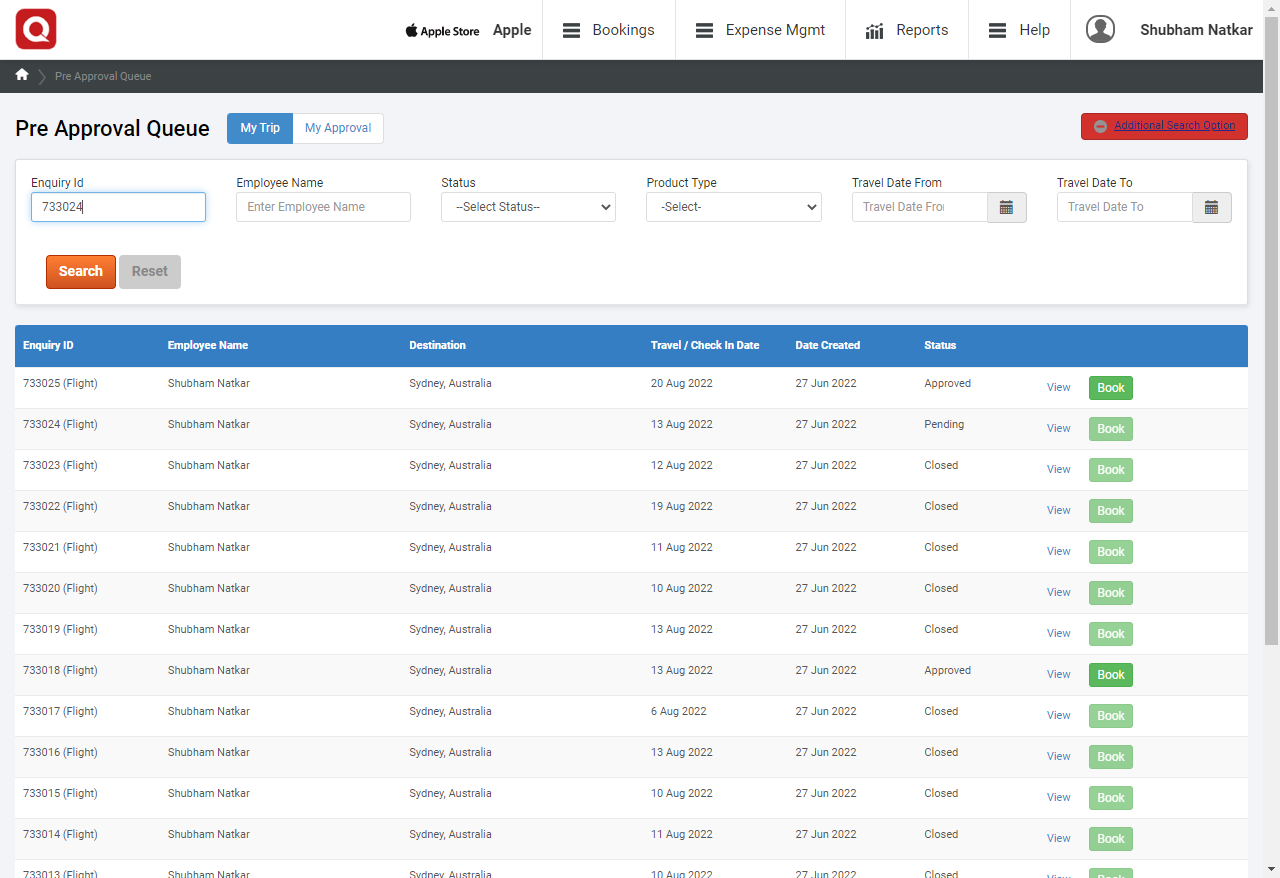 Apple Store Apple Bookings Expense Mgmt Reports Help Shubham Natkar
Pre Approval Queue
Pre Approval Queue My Trip My Approval Additional Search Option
Enquiry Id Employee Name Status Product Type Travel Date From Travel Date To
733024 Enter Employee Name --Select Status-- -Select- Travel Date From Travel Date To
Search Reset
Enquiry ID Employee Name Destination Travel / Check In Date Date Created Status
733025 (Flight) Shubham Natkar Sydney, Australia 20 Aug 2022 27 Jun 2022 Approved View Book
733024 (Flight) Shubham Natkar Sydney, Australia 13 Aug 2022 27 Jun 2022 Pending View Book
733023 (Flight) Shubham Natkar Sydney, Australia 12 Aug 2022 27 Jun 2022 Closed View Book
733022 (Flight) Shubham Natkar Sydney, Australia 19 Aug 2022 27 Jun 2022 Closed View Book
733021 (Flight) Shubham Natkar Sydney, Australia 11 Aug 2022 27 Jun 2022 Closed View Book
733020 (Flight) Shubham Natkar Sydney, Australia 10 Aug 2022 27 Jun 2022 Closed View Book
733019 (Flight) Shubham Natkar Sydney, Australia 13 Aug 2022 27 Jun 2022 Closed View Book
733018 (Flight) Shubham Natkar Sydney, Australia 13 Aug 2022 27 Jun 2022 Approved View Book
733017 (Flight) Shubham Natkar Sydney, Australia 6 Aug 2022 27 Jun 2022 Closed View Book
733016 (Flight) Shubham Natkar Sydney, Australia 13 Aug 2022 27 Jun 2022 Closed View Book
733015 (Flight) Shubham Natkar Sydney, Australia 10 Aug 2022 27 Jun 2022 Closed View Book
733014 (Flight) Shubham Natkar Sydney, Australia 11 Aug 2022 27 Jun 2022 Closed View Book
733013 (Flight) Shubham Natkar Sydney, Australia 10 Aug 2022 27 Jun 2022 Closed View Book